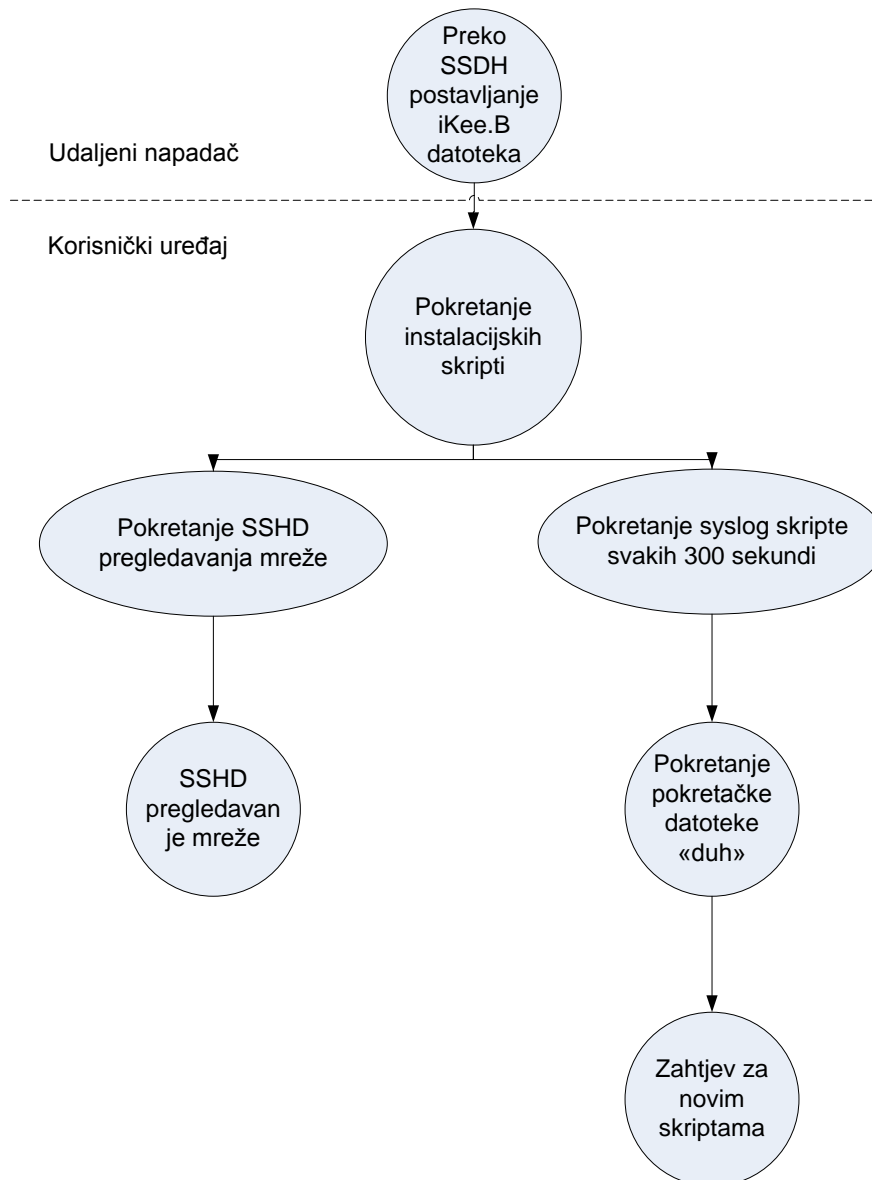 Preko
SSDH
postavljanje
iKee.B
datoteka
Udaljeni napadač
Korisnički uređaj
Pokretanje
instalacijskih
skripti
Pokretanje SSHD
pregledavanja mreže
Pokretanje syslog skripte
svakih 300 sekundi
SSHD
pregledavan
je mreže
Pokretanje
pokretačke
datoteke
«duh»
Zahtjev za
novim
skriptama